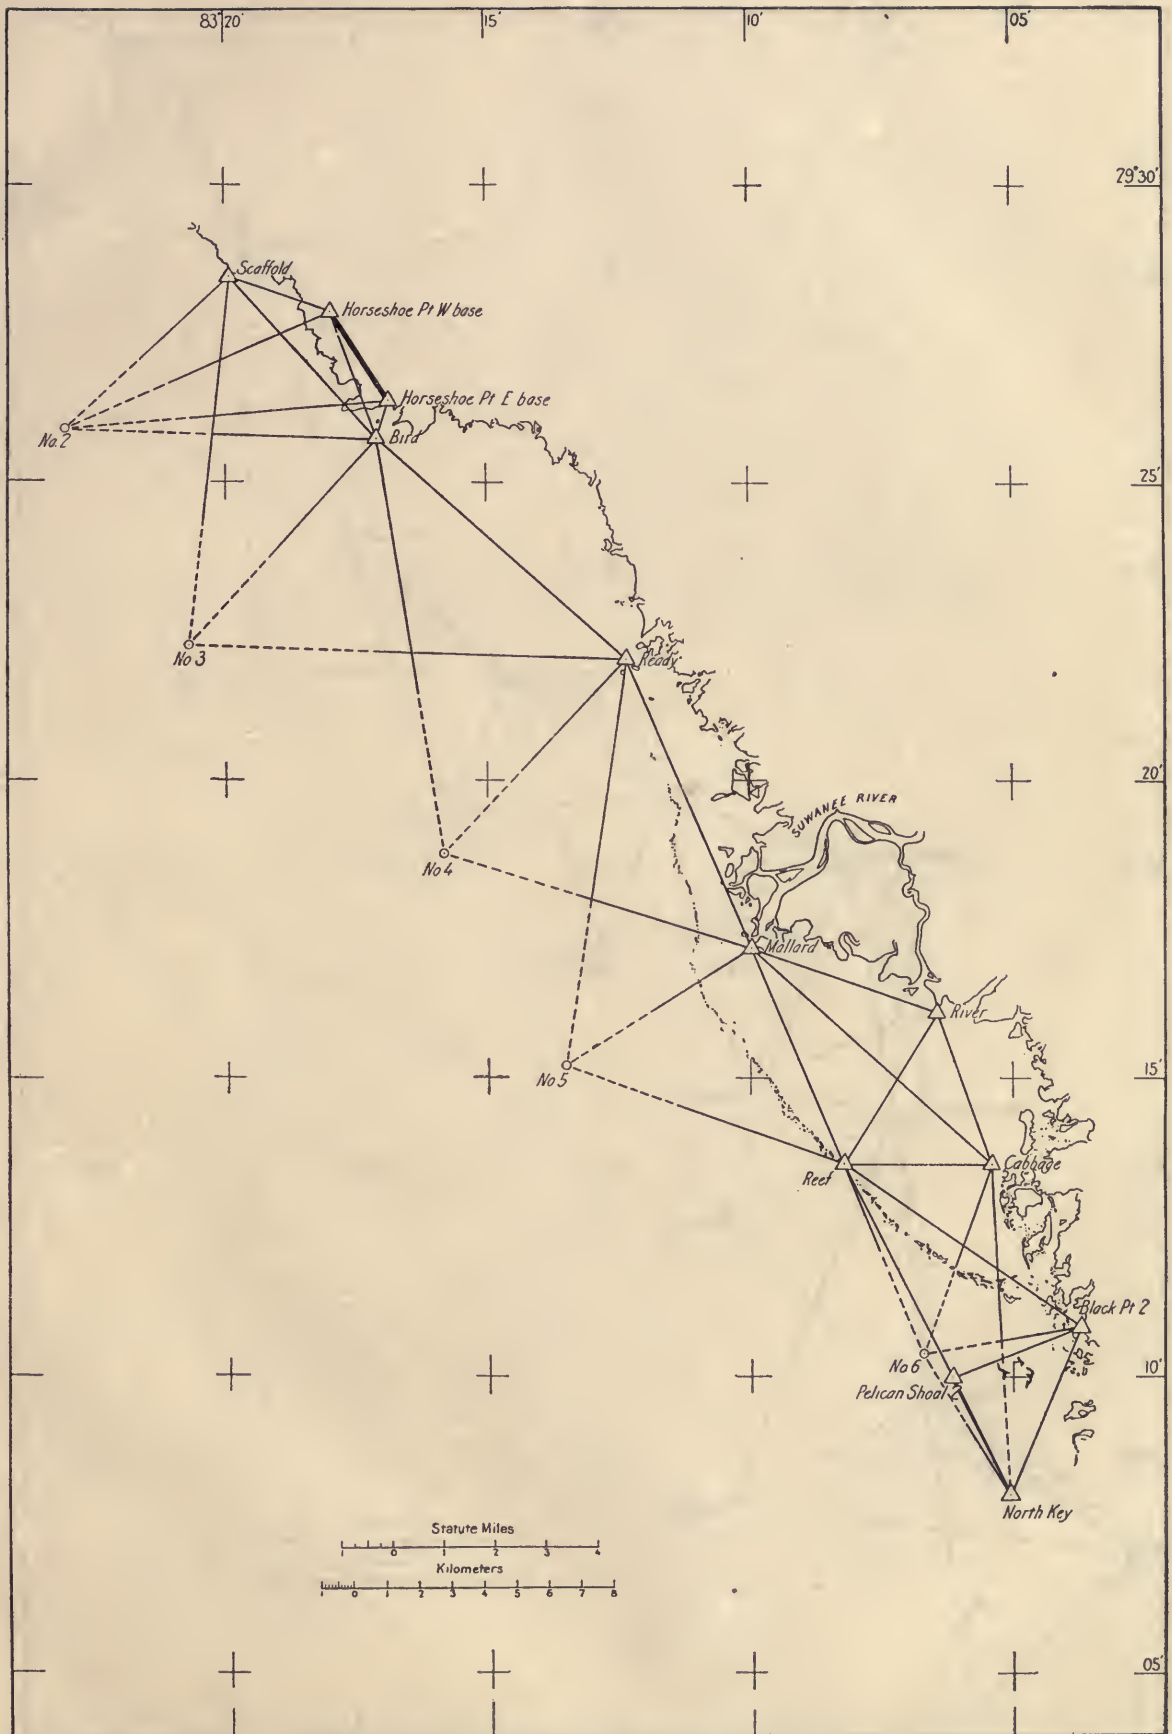 83°20' 15' 10' 05'
29°30'
Scaffold
Horseshoe Pt W base
Horseshoe Pt E base
No. 2
Bird
25'
No 3
Ready
20'
SUWANEE RIVER
No 4
Mallard
River
15'
No 5
Cabbage
Reef
Black Pt 2
No 6
10'
Pelican Shoal 2
North Key
Statute Miles
1 0 1 2 3 4
Kilometers
1 0 1 2 3 4 5 6 7 8
05'